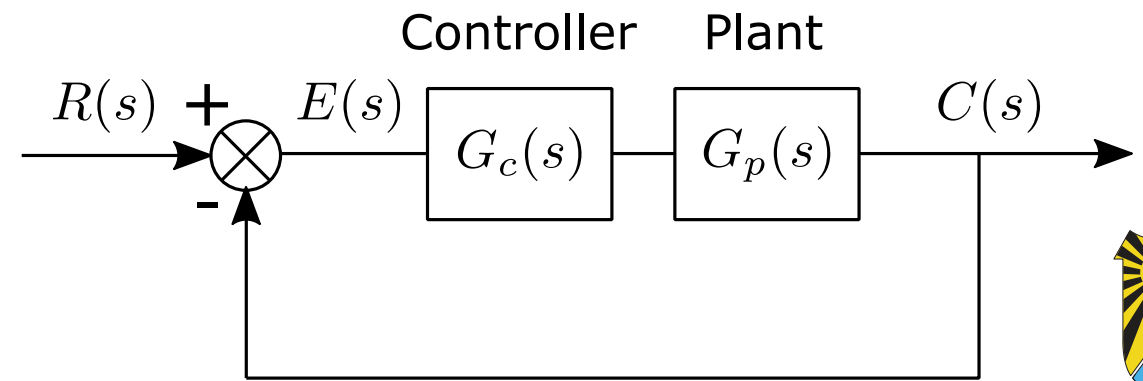 Controller Plant
R(s) + E(s) C(s)
G_c(s) G_p(s)
-